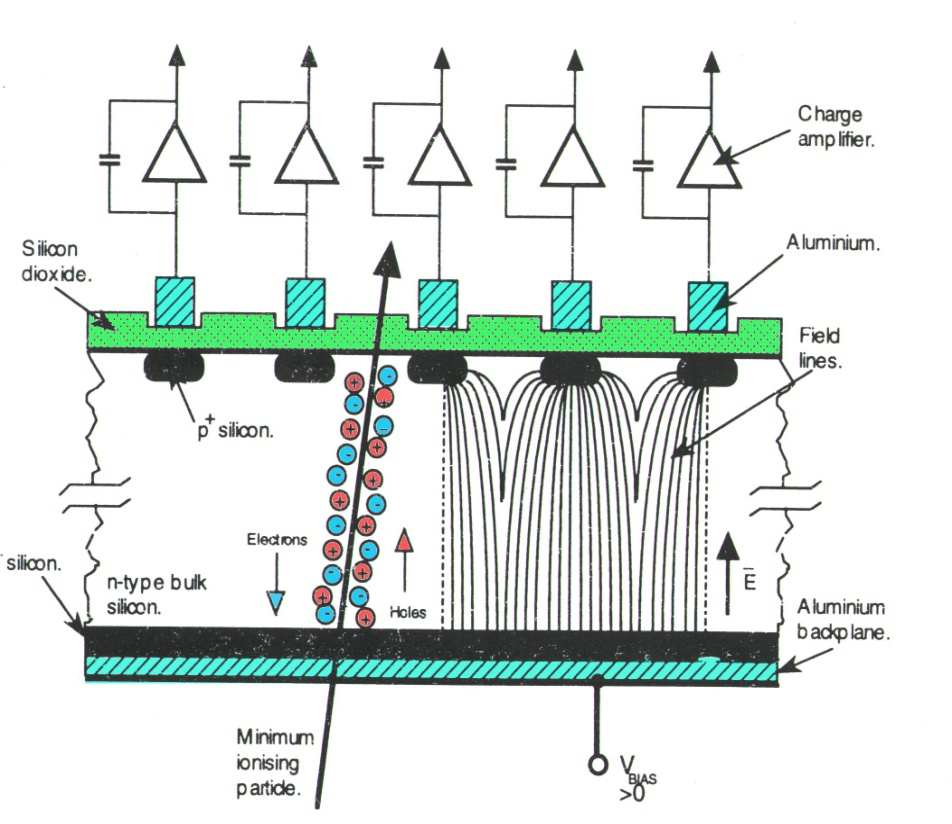 Charge
amplifier.
Silicon
dioxide.
Aluminium.
Field
lines.
p+ silicon.
Electrons
Holes
E
silicon.
n-type bulk
silicon.
Aluminium
backplane.
Minimum
ionising
particle.
VBIAS
>0